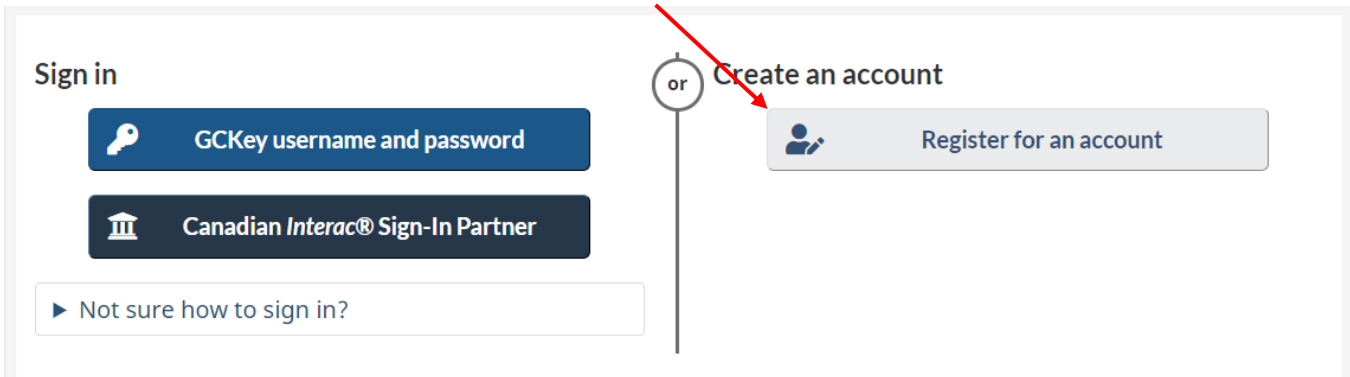 Sign in
GCKey username and password
Canadian Interac® Sign-In Partner
Not sure how to sign in?
or
Create an account
Register for an account